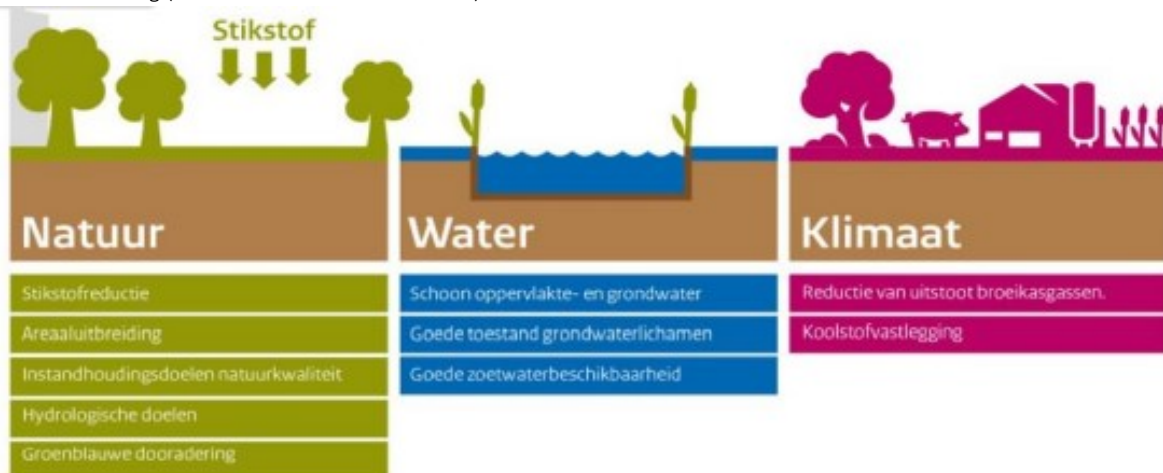 Stikstof
Natuur
Stikstofreductie
Areaaluitbreiding
Instandhoudingsdoelen natuurkwaliteit
Hydrologische doelen
Groenblauwe dooradering
Water
Schoon oppervlakte- en grondwater
Goede toestand grondwaterlichamen
Goede zoetwaterbeschikbaarheid
Klimaat
Reductie van uitstoot broeikasgassen.
Koolstofvastlegging